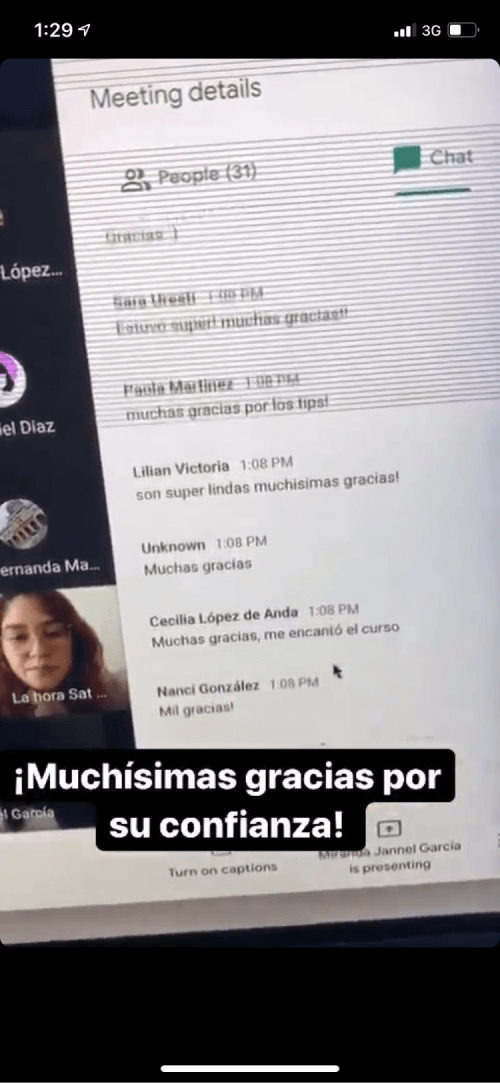 1:29
3G
Meeting details
People (31)
Chat
Gracias :)
López...
Sara Uresti 1:08 PM
Estuvo super! muchas gracias!!
Paola Martinez 1:08 PM
muchas gracias por los tips!
iel Diaz
Lilian Victoria 1:08 PM
son super lindas muchisimas gracias!
Unknown 1:08 PM
Muchas gracias
ernanda Ma...
Cecilia López de Anda 1:08 PM
Muchas gracias, me encantó el curso
La hora Sat ...
Nanci González 1:08 PM
Mil gracias!
¡Muchísimas gracias por
su confianza!
García
Turn on captions
Miranda Jannel García
is presenting